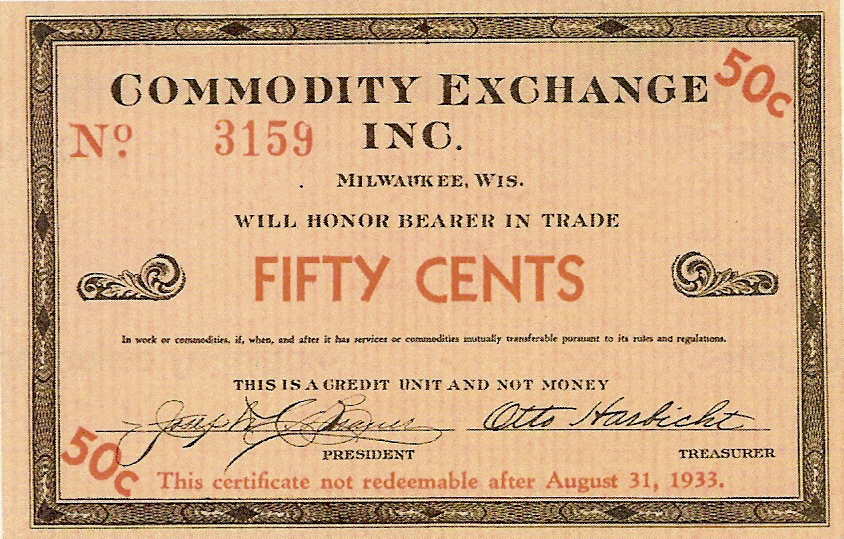 COMMODITY EXCHANGE
50c
Nº 3159 INC.
MILWAUKEE, WIS.
WILL HONOR BEARER IN TRADE
FIFTY CENTS
In work or commodities, if, when, and after it has services or commodities mutually transferable pursuant to its rules and regulations.
THIS IS A CREDIT UNIT AND NOT MONEY
Otto Harbicht
PRESIDENT TREASURER
50c
This certificate not redeemable after August 31, 1933.